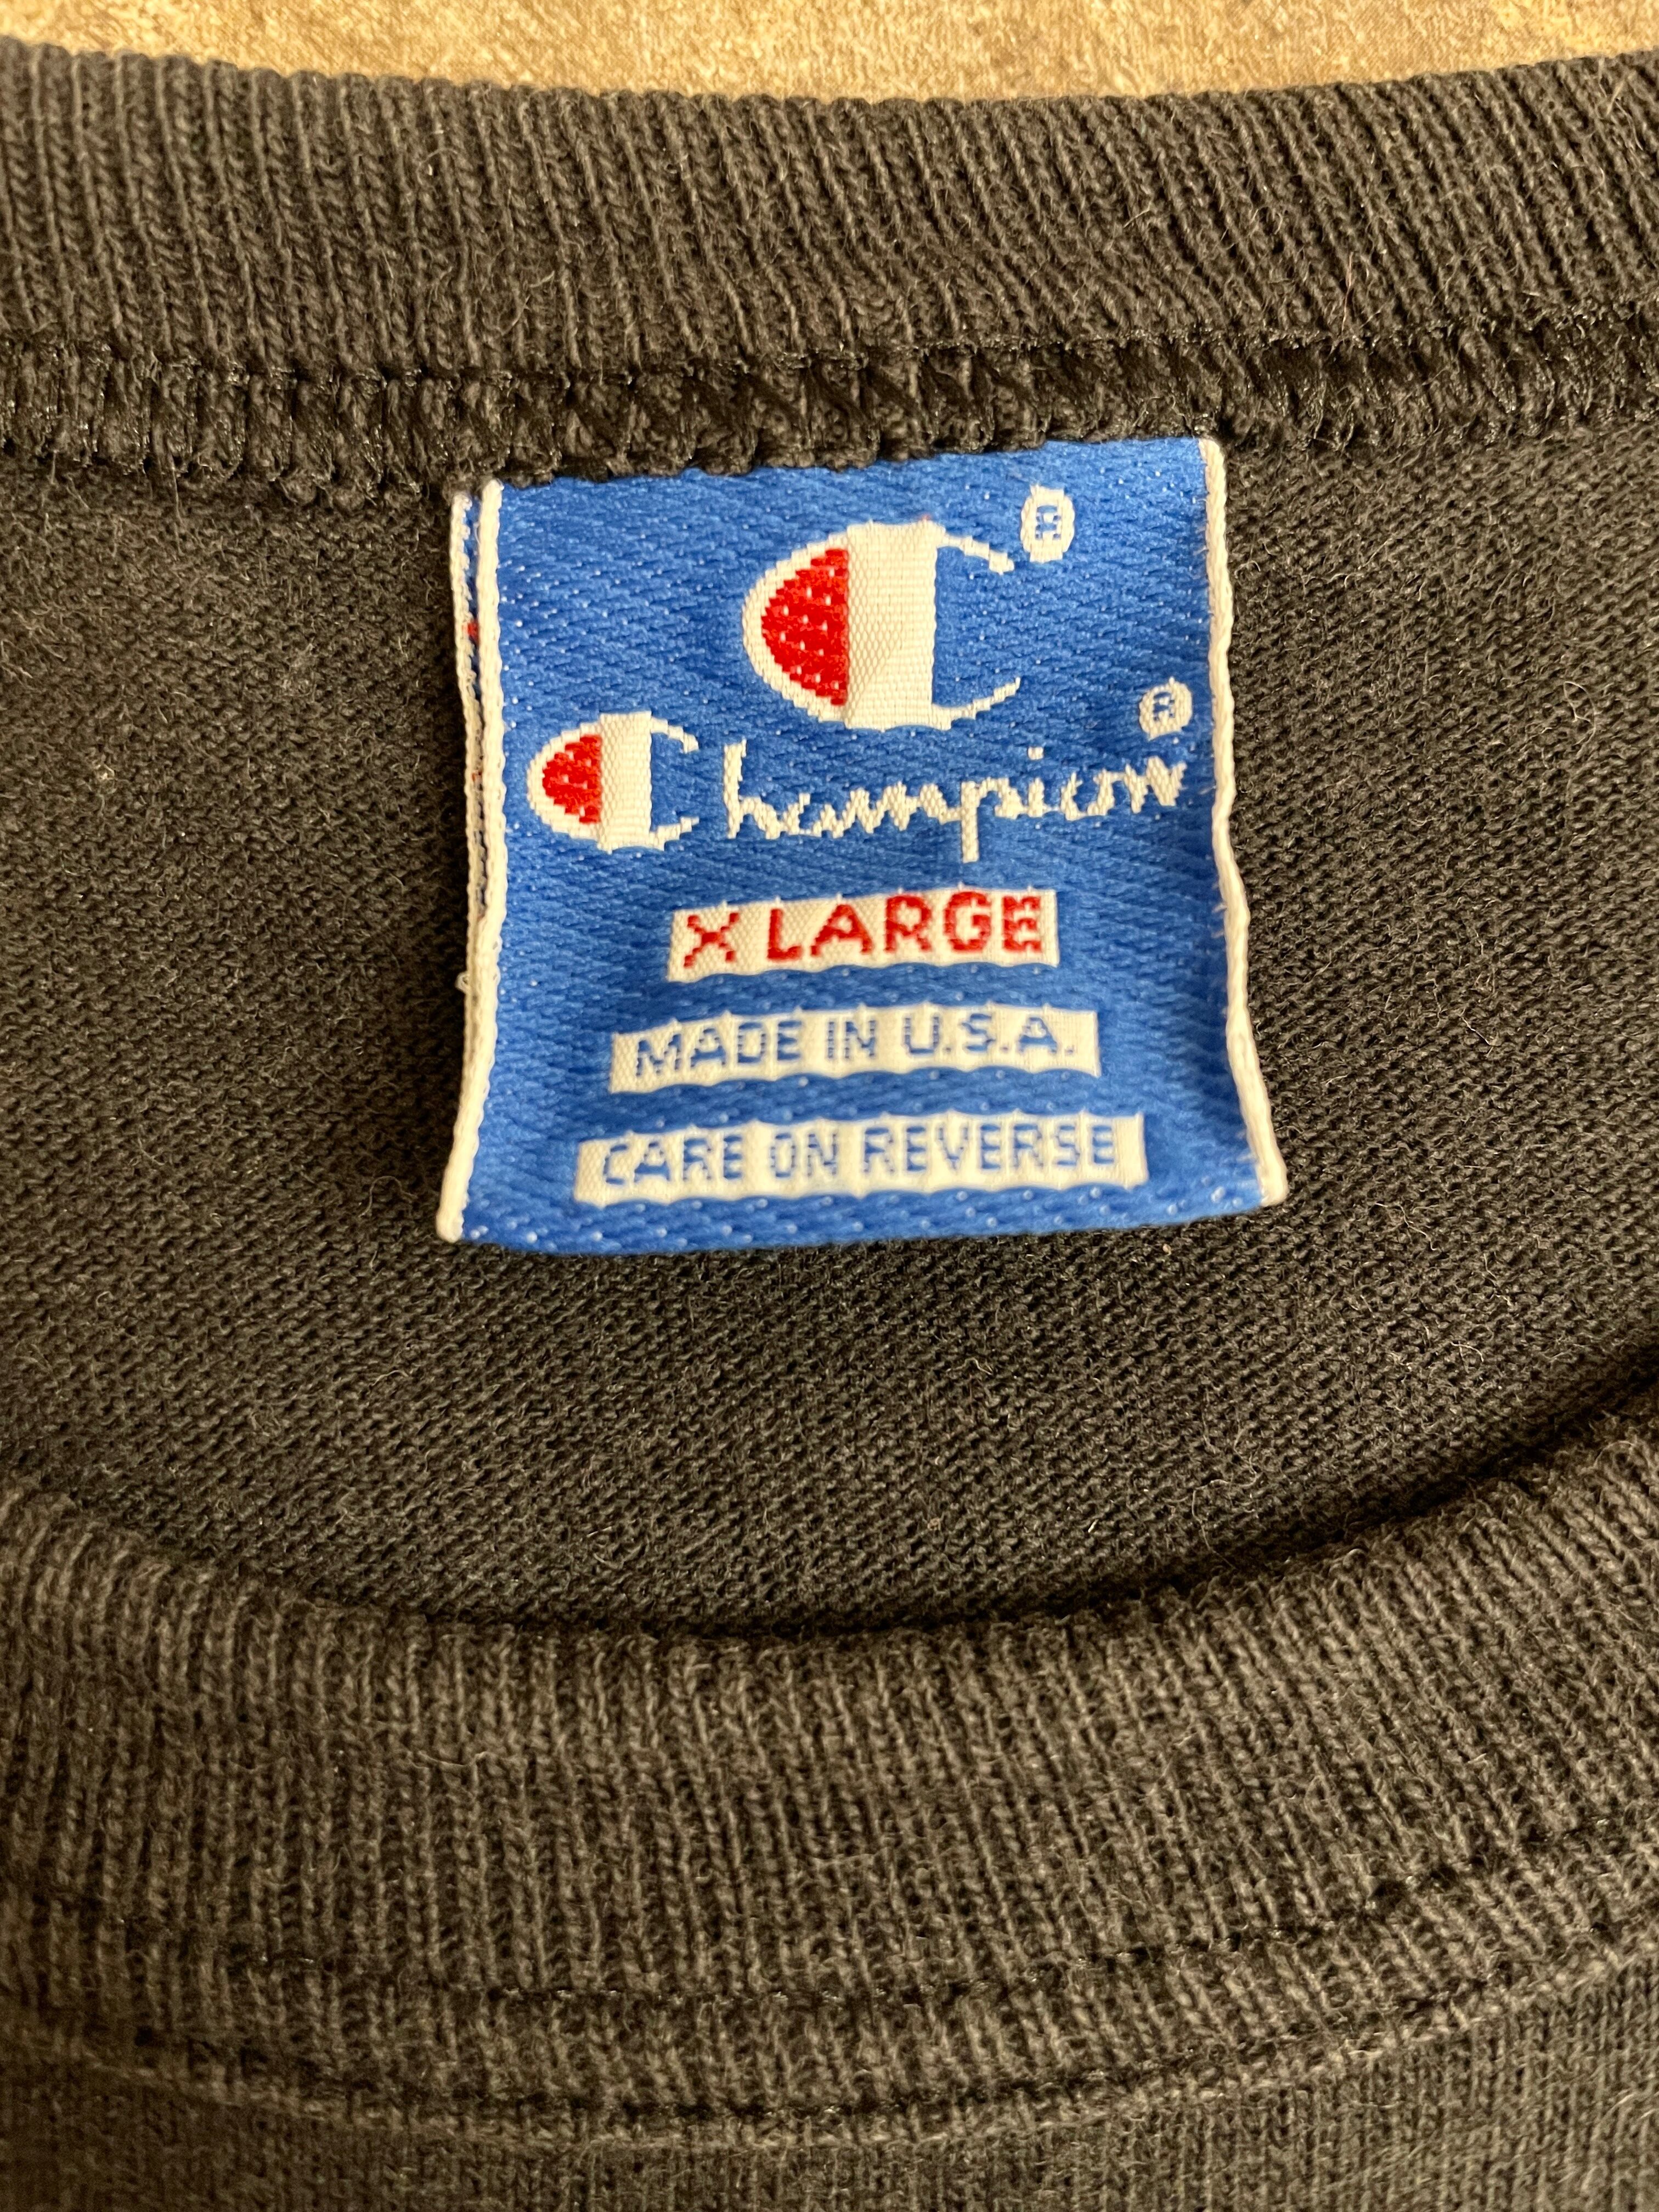 ®
Champion®
X LARGE
MADE IN U.S.A.
CARE ON REVERSE